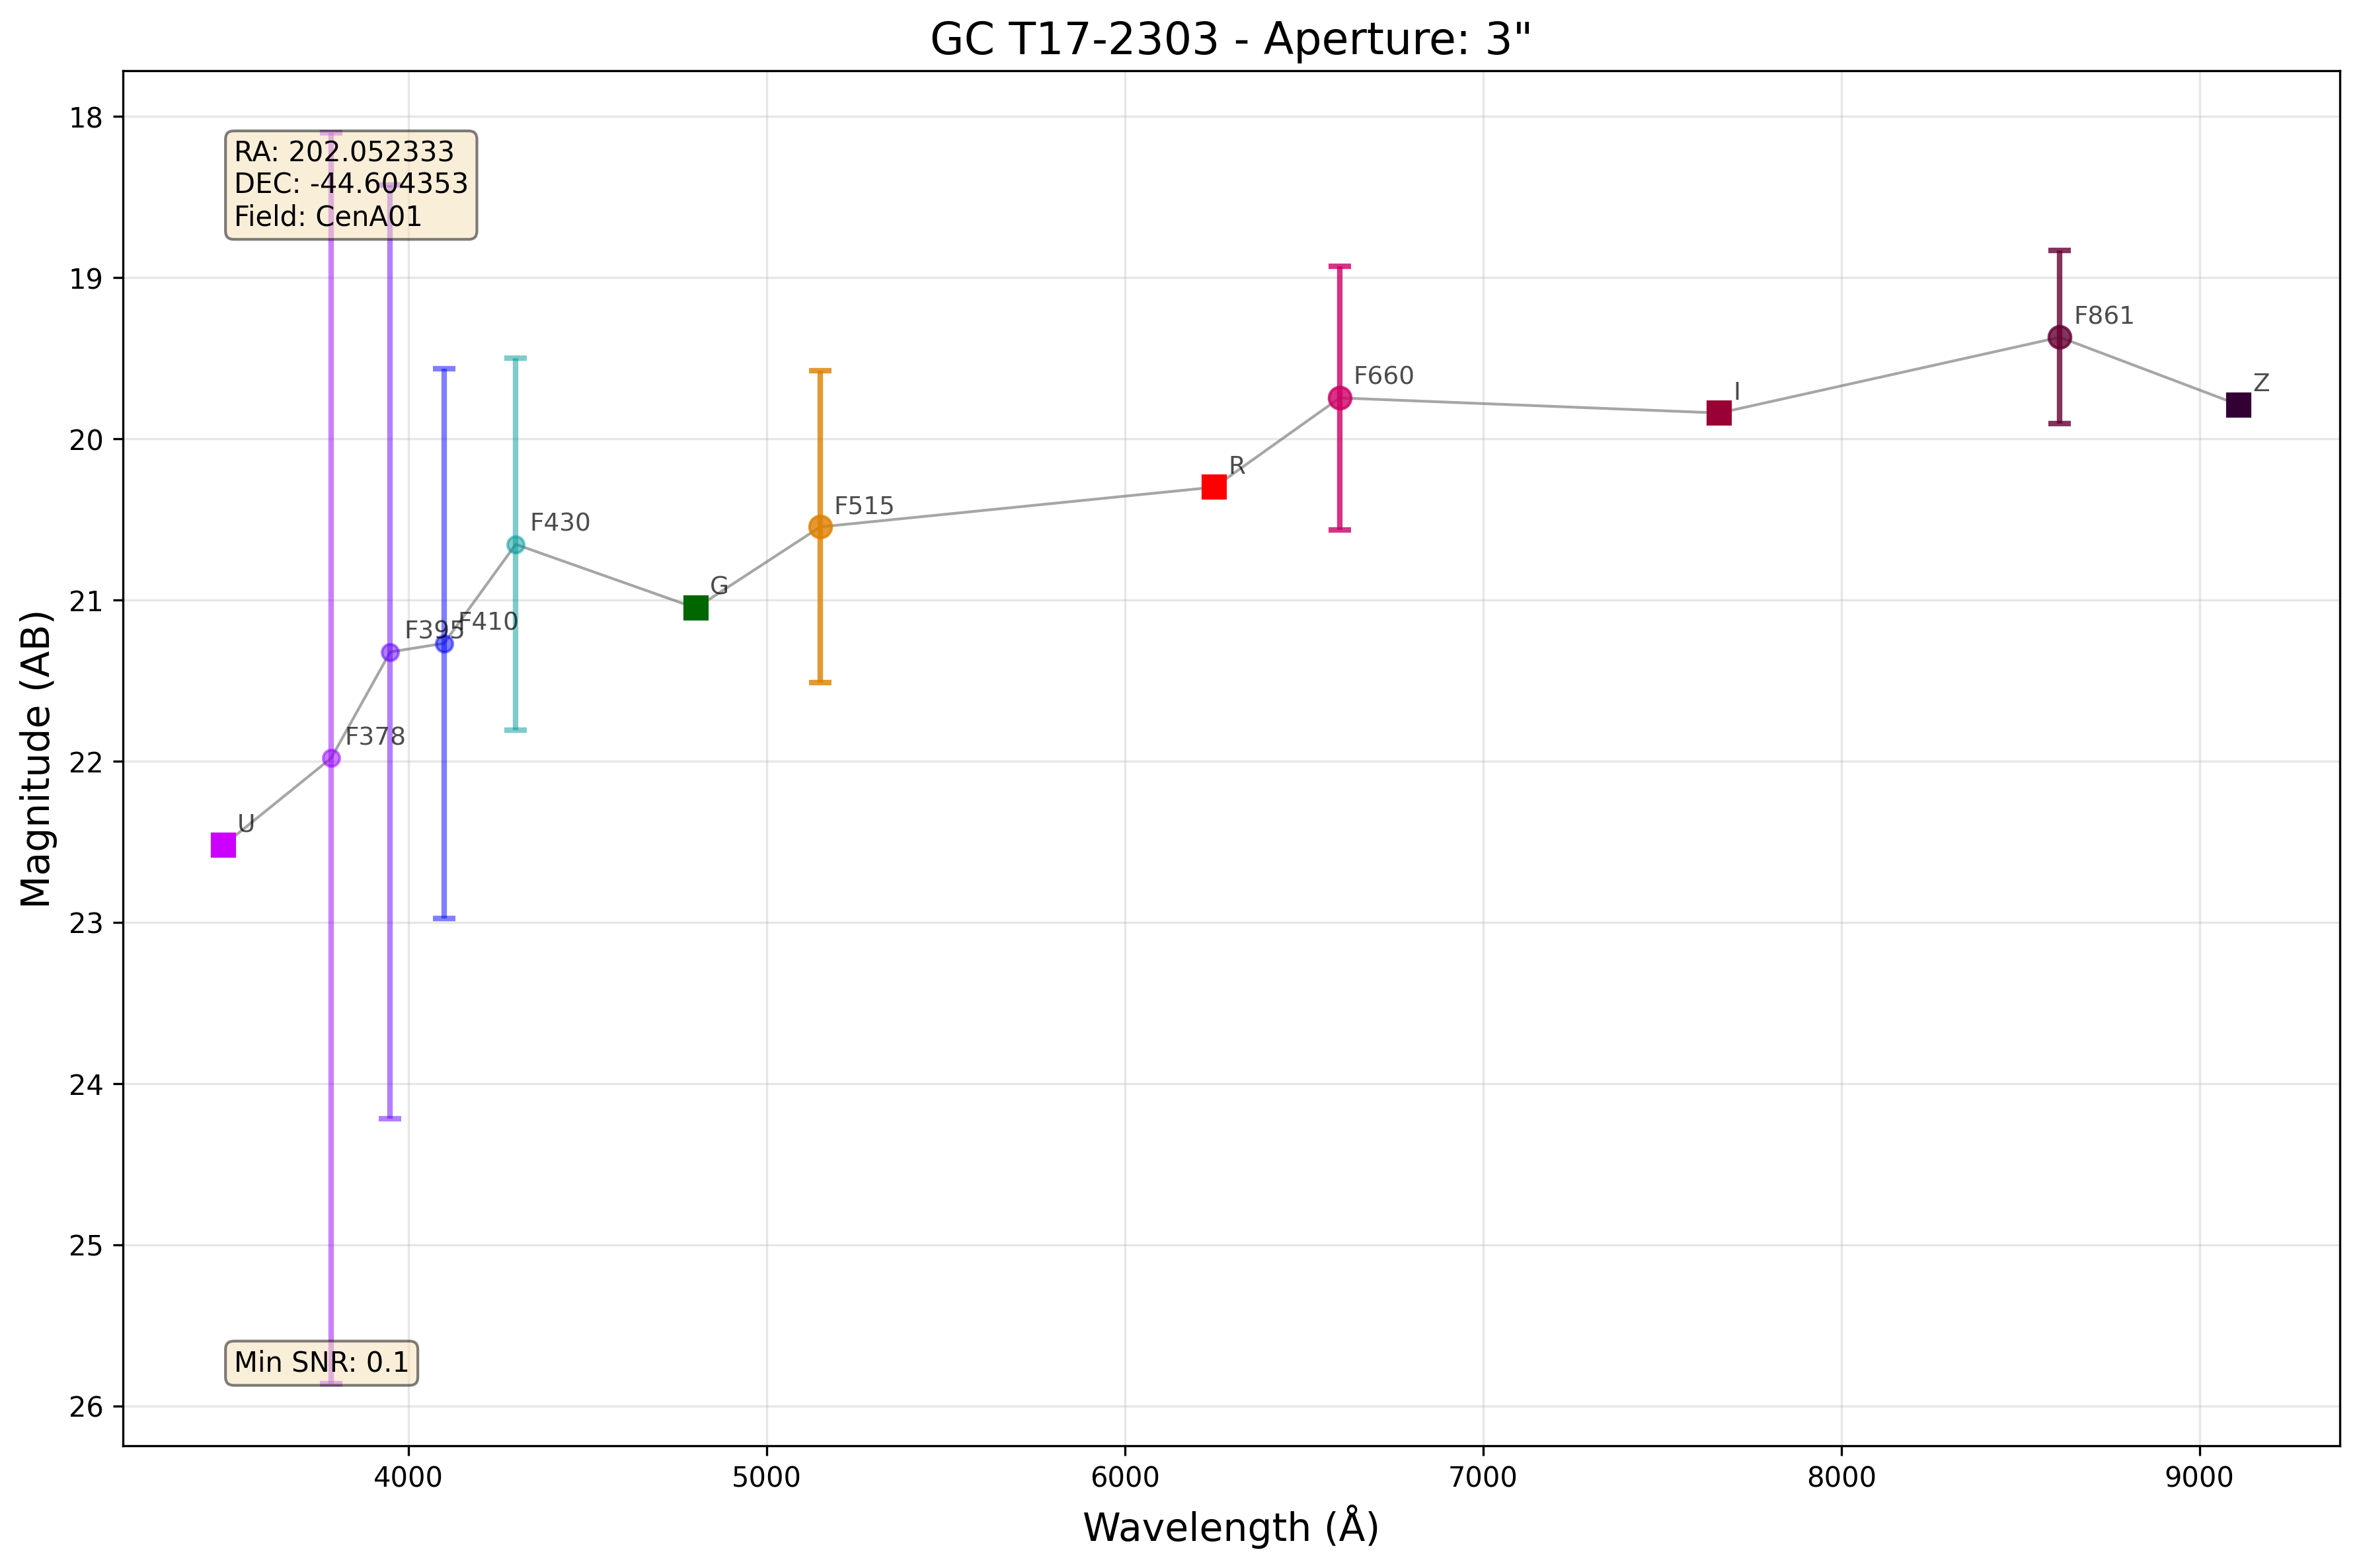 GC T17-2303 - Aperture: 3"
RA: 202.052333
DEC: -44.604353
Field: CenA01
Min SNR: 0.1
U
F378
F395
F410
F430
G
F515
R
F660
I
F861
Z
18
19
20
21
22
23
24
25
26
Magnitude (AB)
4000
5000
6000
7000
8000
9000
Wavelength (Å)